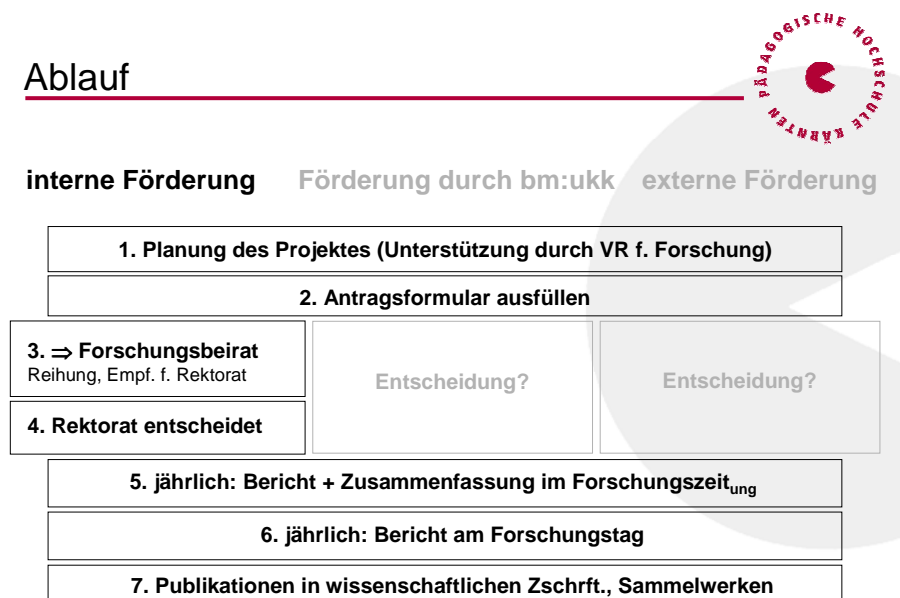 Ablauf
PÄDAGOGISCHE HOCHSCHULE KÄRNTEN
interne Förderung
Förderung durch bm:ukk
externe Förderung
1. Planung des Projektes (Unterstützung durch VR f. Forschung)
2. Antragsformular ausfüllen
3. ⇒ Forschungsbeirat
Reihung, Empf. f. Rektorat
4. Rektorat entscheidet
Entscheidung?
Entscheidung?
5. jährlich: Bericht + Zusammenfassung im Forschungszeitung
6. jährlich: Bericht am Forschungstag
7. Publikationen in wissenschaftlichen Zschrft., Sammelwerken